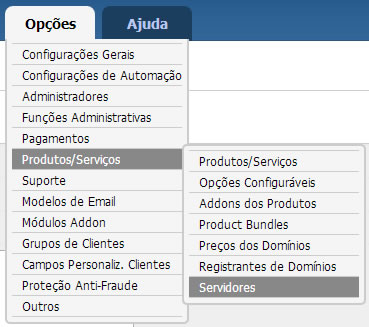 Opções
Ajuda
Configurações Gerais
Configurações de Automação
Administradores
Funções Administrativas
Pagamentos
Produtos/Serviços
Suporte
Modelos de Email
Módulos Addon
Grupos de Clientes
Campos Personaliz. Clientes
Proteção Anti-Fraude
Outros
Produtos/Serviços
Opções Configuráveis
Addons dos Produtos
Product Bundles
Preços dos Domínios
Registrantes de Domínios
Servidores